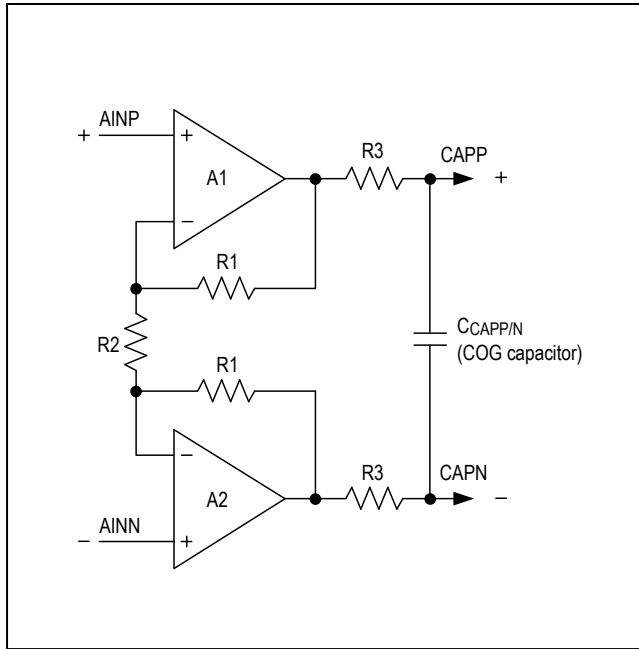 + AINP
+
A1
−
R3
CAPP
+
R1
R2
CCAPP/N
(COG capacitor)
R1
−
A2
+
R3
CAPN
−
− AINN